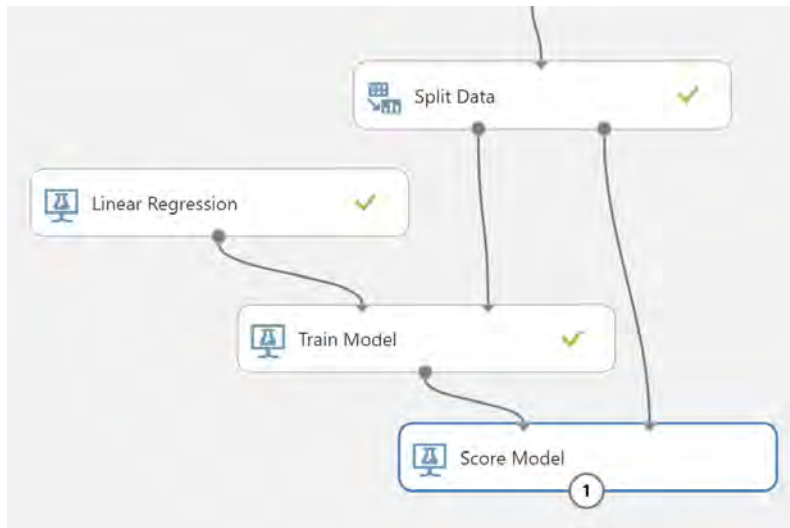 Split Data
Linear Regression
Train Model
Score Model
1